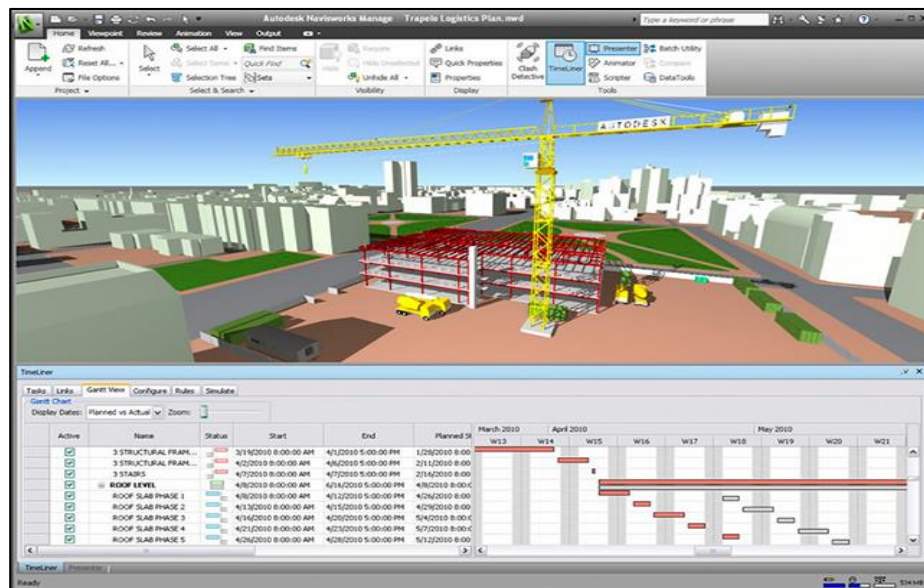 Autodesk Navisworks Manage Trapelo Logistics Plan.nwd
Type a keyword or phrase
Home Viewpoint Review Animation View Output
Append
Refresh
Reset All...
File Options
Project
Select
Select All
Select Same
Selection Tree
Find Items
Quick Find
Sets
Select & Search
Hide
Require
Hide Unselected
Unhide All
Visibility
Links
Quick Properties
Properties
Display
Clash Detective
TimeLiner
Presenter
Animator
Scripter
Batch Utility
Compare
DataTools
Tools
AUTODESK
TimeLiner
Tasks Links Gantt View Configure Rules Simulate
Gantt Chart
Display Dates: Planned vs Actual Zoom:
Active Name Status Start End Planned St
March 2010 April 2010 May 2010
W13 W14 W15 W16 W17 W18 W19 W20 W21
3 STRUCTURAL FRAM... 3/19/2010 8:00:00 AM 4/1/2010 5:00:00 PM 1/28/2010 8:00
3 STRUCTURAL FRAM... 4/2/2010 8:00:00 AM 4/6/2010 5:00:00 PM 2/11/2010 8:00
3 STAIRS 4/7/2010 8:00:00 AM 4/7/2010 5:00:00 PM 2/16/2010 8:00
ROOF LEVEL 4/8/2010 8:00:00 AM 6/16/2010 5:00:00 PM 4/8/2010 8:00:0
ROOF SLAB PHASE 1 4/8/2010 8:00:00 AM 4/12/2010 5:00:00 PM 4/26/2010 8:00
ROOF SLAB PHASE 2 4/13/2010 8:00:00 AM 4/15/2010 5:00:00 PM 4/29/2010 8:00
ROOF SLAB PHASE 3 4/16/2010 8:00:00 AM 4/20/2010 5:00:00 PM 5/4/2010 8:00:0
ROOF SLAB PHASE 4 4/21/2010 8:00:00 AM 4/23/2010 5:00:00 PM 5/7/2010 8:00:0
ROOF SLAB PHASE 5 4/26/2010 8:00:00 AM 4/28/2010 5:00:00 PM 5/12/2010 8:00
TimeLiner Presenter
Ready